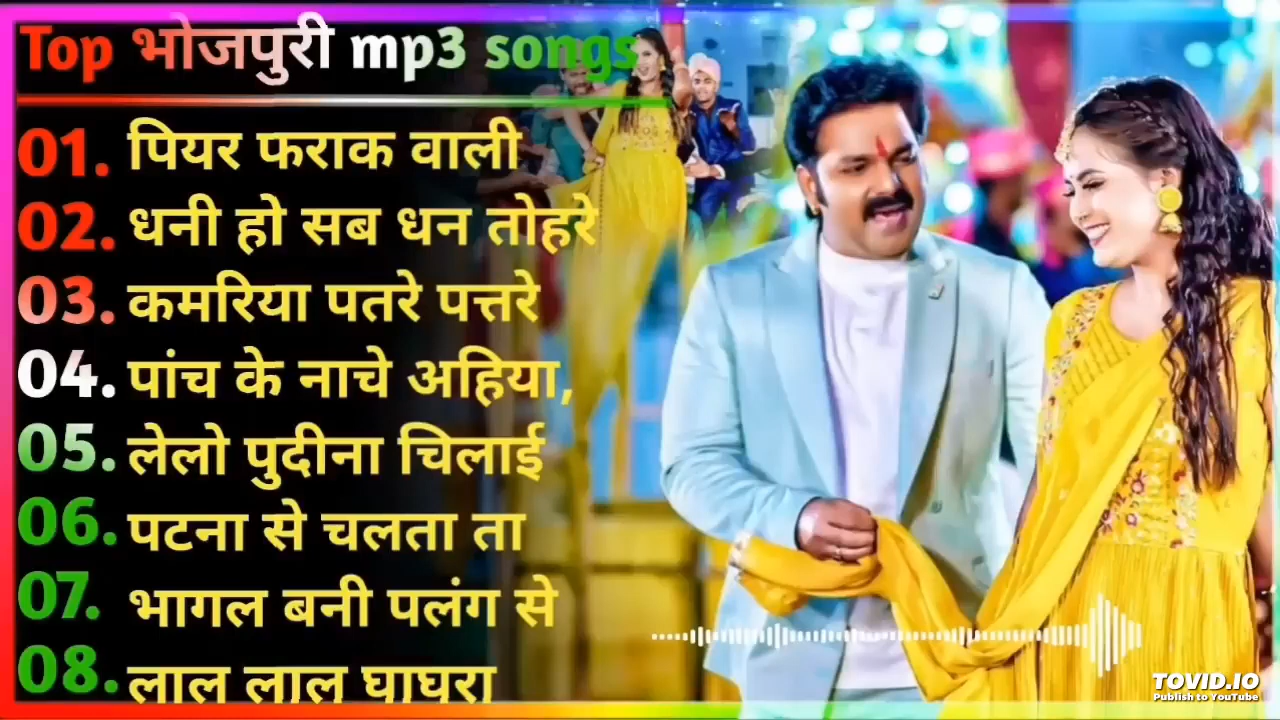 Top भोजपुरी mp3 songs
01. पियर फराक वाली
02. धनी हो सब धन तोहरे
03. कमरिया पतरे पत्तरे
04. पांच के नाचे अहिया,
05. लेलो पुदीना चिलाई
06. पटना से चलता ता
07. भागल बनी पलंग से
08. लाल लाल घाघरा
TOVID.IO
Publish to YouTube